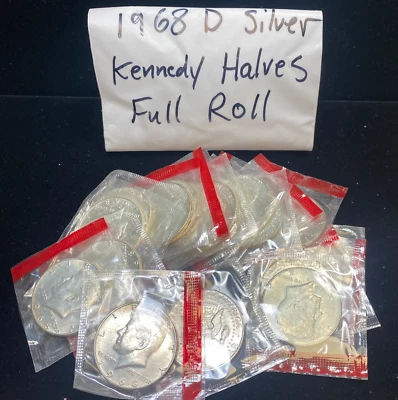 1968 D Silver
Kennedy Halves
Full Roll